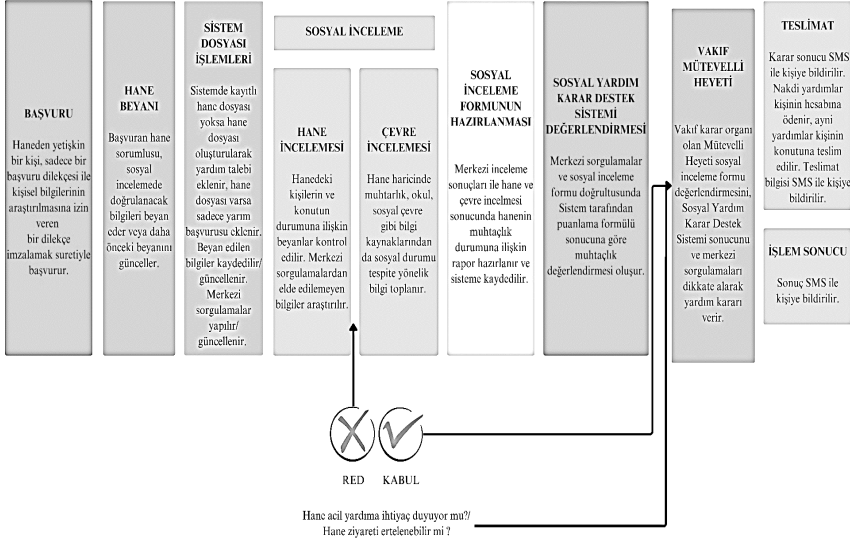 BAŞVURU
Haneden yetişkin
bir kişi, sadece bir
başvuru dilekçesi ile
kişisel bilgilerinin
araştırılmasına izin
veren
bir dilekçe
imzalamak suretiyle
başvurur.
HANE
BEYANI
Başvuran hane
sorumlusu,
sosyal
incelemede
doğrulanacak
bilgileri beyan
eder veya daha
önceki beyanını
günceller.
SİSTEM
DOSYASI
İŞLEMLERİ
Sistemde kayıtlı
hane dosyası
yoksa hane
dosyası
oluşturularak
yardım talebi
eklenir, hane
dosyası varsa
sadece yarım
başvurusu eklenir.
Beyan edilen
bilgiler kaydedilir/
güncellenir.
Merkezi
sorgulamalar
yapılır/
güncellenir.
SOSYAL İNCELEME
HANE
İNCELEMESİ
Hanedeki
kişilerin ve
konutun
durumuna ilişkin
beyanlar kontrol
edilir. Merkezi
sorgulamalardan
elde edilemeyen
bilgiler araştırılır.
ÇEVRE
İNCELEMESİ
Hane haricinde
muhtarlık, okul,
sosyal çevre
gibi bilgi
kaynaklarından
da sosyal durumu
tespite yönelik
bilgi toplanır.
SOSYAL
İNCELEME
FORMUNUN
HAZIRLANMASI
Merkezi inceleme
sonuçları ile hane ve
çevre incelmesi
sonucunda hanenin
muhtaçlık
durumuna ilişkin
rapor hazırlanır ve
sisteme kaydedilir.
SOSYAL YARDIM
KARAR DESTEK
SİSTEMİ
DEĞERLENDİRMESİ
Merkezi sorgulamalar
ve sosyal inceleme
formu doğrultusunda
Sistem tarafından
puanlama formülü
sonucuna göre
muhtaçlık
değerlendirmesi oluşur.
VAKIF
MÜTEVELLİ
HEYETİ
Vakıf karar organı
olan Mütevelli
Heyeti sosyal
inceleme formu
değerlendirmesini,
Sosyal Yardım
Karar Destek
Sistemi sonucunu
ve merkezi
sorgulamaları
dikkate alarak
yardım kararı
verir.
TESLİMAT
Karar sonucu SMS
ile kişiye bildirilir.
Nakdi yardımlar
kişinin hesabına
ödenir, ayni
yardımlar kişinin
konutuna teslim
edilir. Teslimat
bilgisi SMS ile kişiye
bildirilir.
İŞLEM SONUCU
Sonuç SMS ile
kişiye bildirilir.
RED
KABUL
Hane acil yardıma ihtiyaç duyuyor mu?/
Hane ziyareti ertelenebilir mi ?